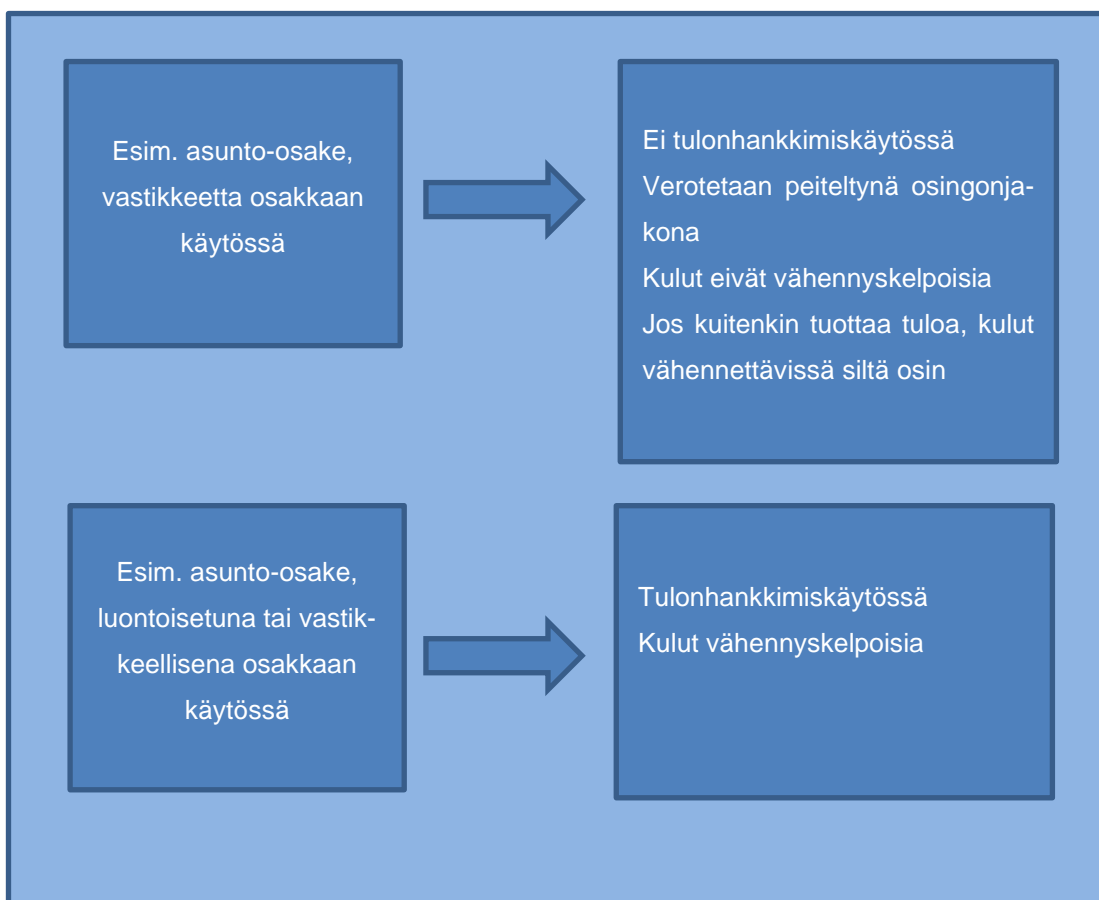 Esim. asunto-osake,
vastikkeetta osakkaan
käytössä
Ei tulonhankkimiskäytössä
Verotetaan peiteltynä osingonja-
kona
Kulut eivät vähennyskelpoisia
Jos kuitenkin tuottaa tuloa, kulut
vähennettävissä siltä osin
Esim. asunto-osake,
luontoisetuna tai vastik-
keellisena osakkaan
käytössä
Tulonhankkimiskäytössä
Kulut vähennyskelpoisia